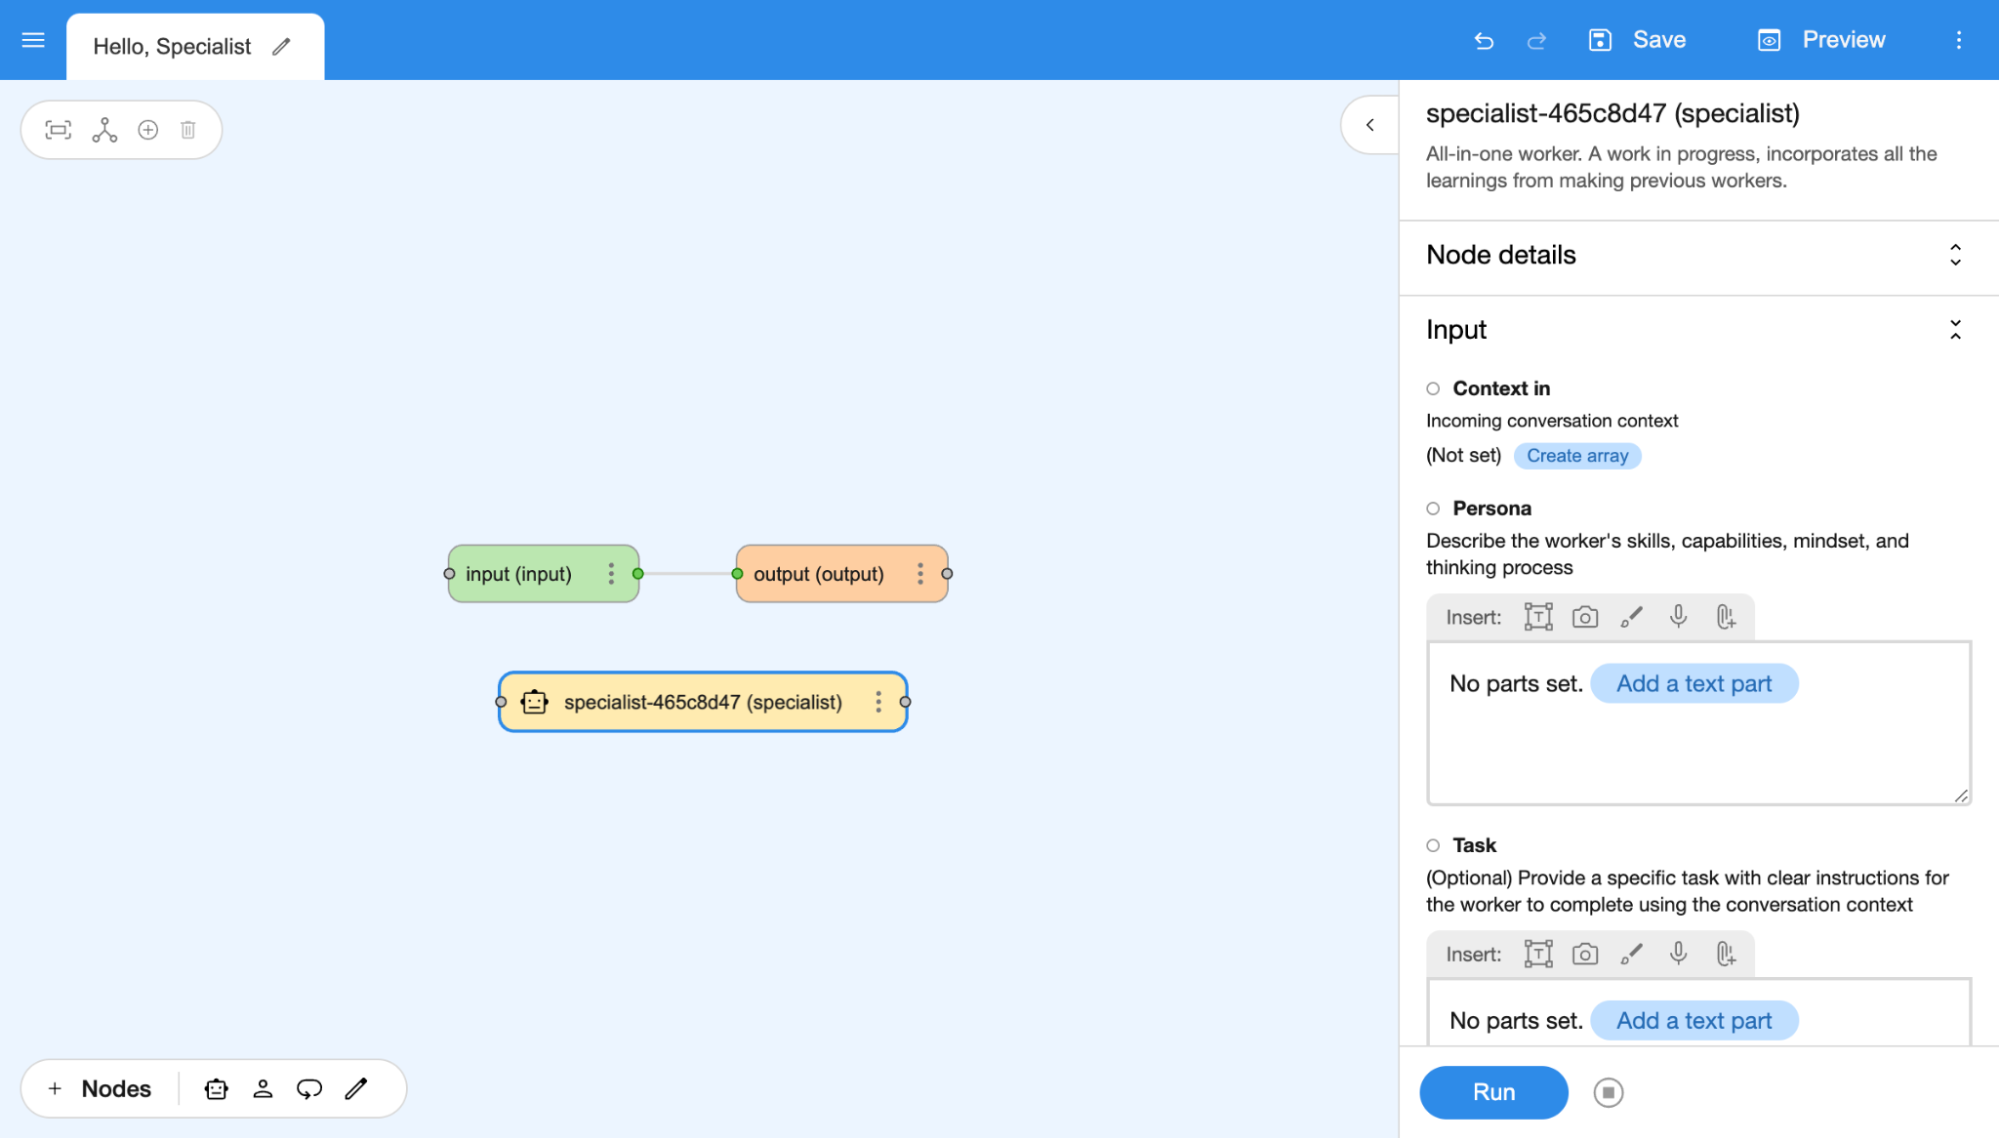 Hello, Specialist
Save
Preview
specialist-465c8d47 (specialist)
All-in-one worker. A work in progress, incorporates all the
learnings from making previous workers.
Node details
Input
Context in
Incoming conversation context
(Not set) Create array
Persona
Describe the worker's skills, capabilities, mindset, and
thinking process
Insert:
No parts set. Add a text part
Task
(Optional) Provide a specific task with clear instructions for
the worker to complete using the conversation context
Insert:
No parts set. Add a text part
Run
input (input)
output (output)
specialist-465c8d47 (specialist)
+ Nodes